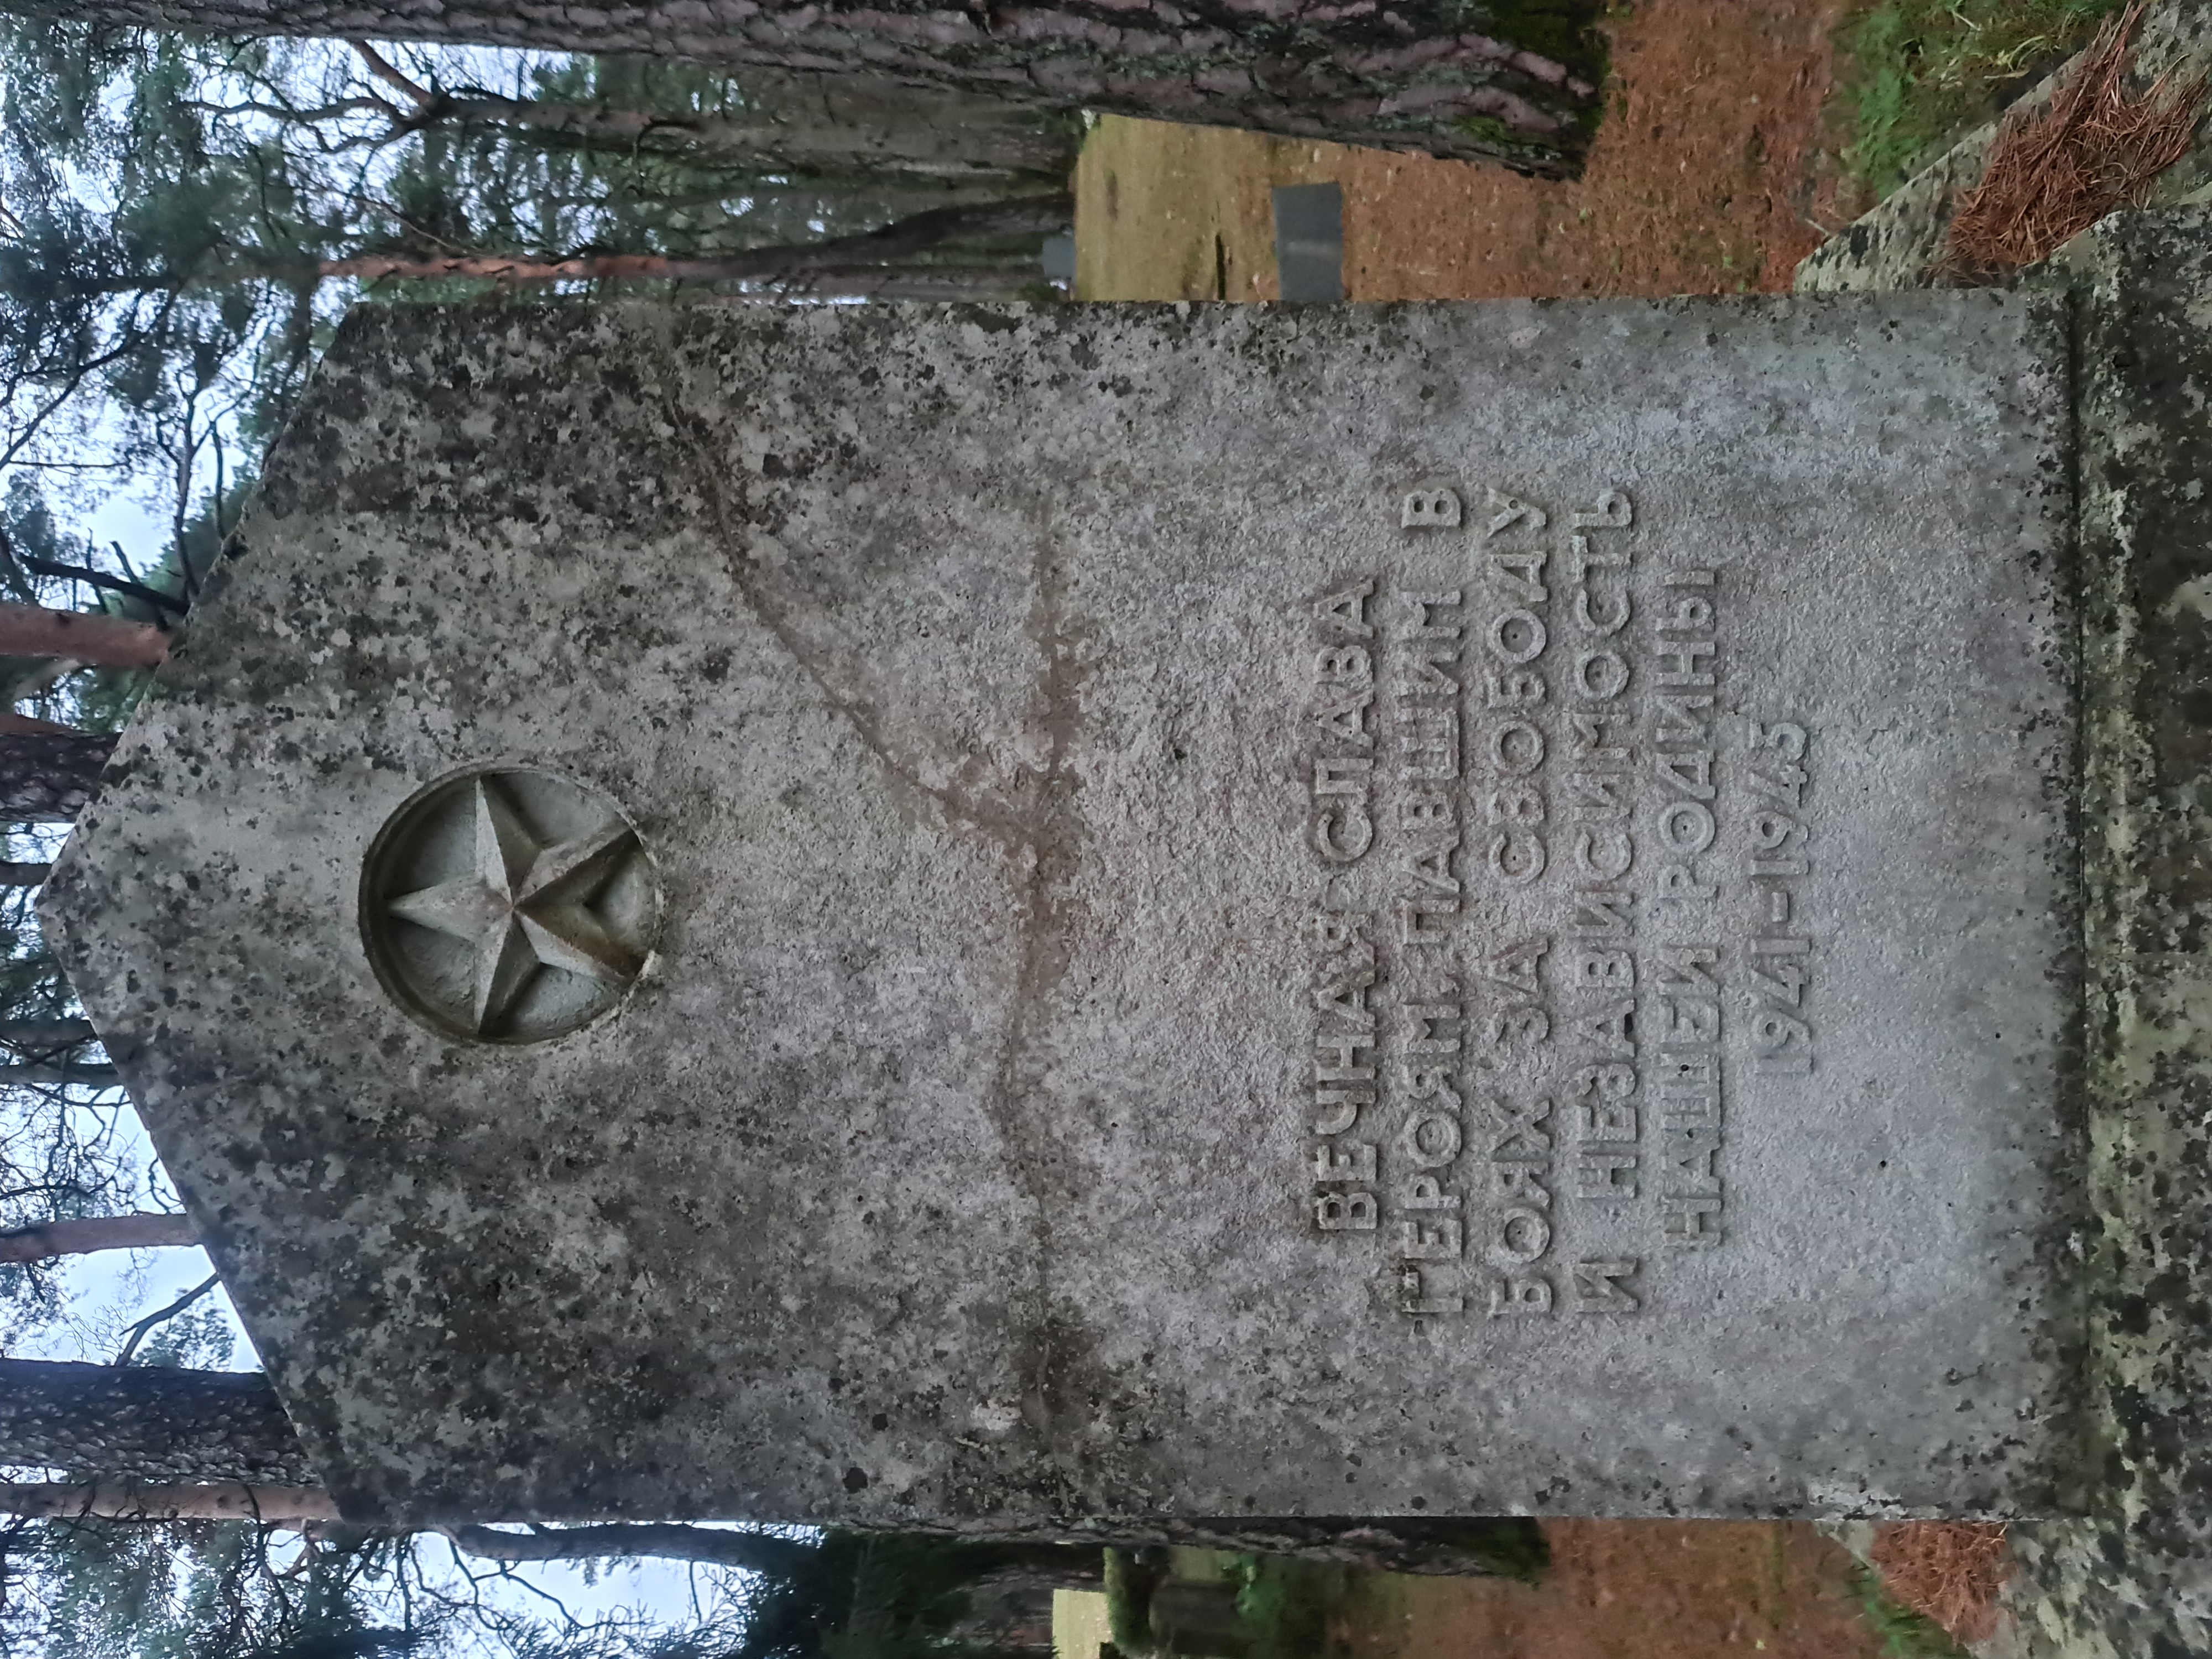 ВЕЧНАЯ СЛАВА
ГЕРОЯМ, ПАВШИМ В
БОЯХ ЗА СВОБОДУ
И НЕЗАВИСИМОСТЬ
НАШЕЙ РОДИНЫ
1941-1945